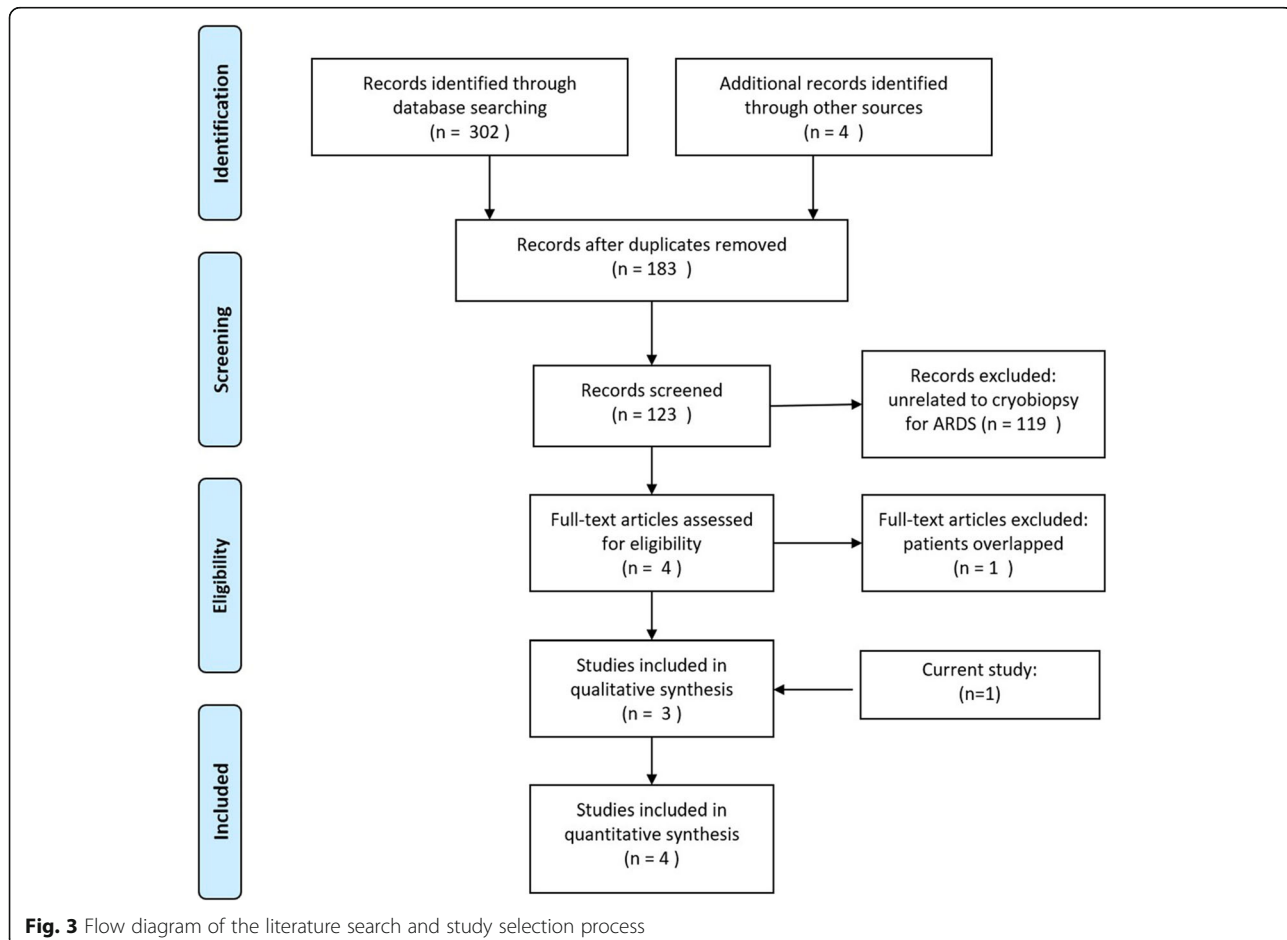 Identification
Records identified through
database searching
(n = 302 )
Additional records identified
through other sources
(n = 4 )
Records after duplicates removed
(n = 183 )
Screening
Records screened
(n = 123 )
Records excluded:
unrelated to cryobiopsy
for ARDS (n = 119 )
Eligibility
Full-text articles assessed
for eligibility
(n = 4 )
Full-text articles excluded:
patients overlapped
(n = 1 )
Studies included in
qualitative synthesis
(n = 3 )
Current study:
(n=1)
Included
Studies included in
quantitative synthesis
(n = 4 )
Fig. 3 Flow diagram of the literature search and study selection process